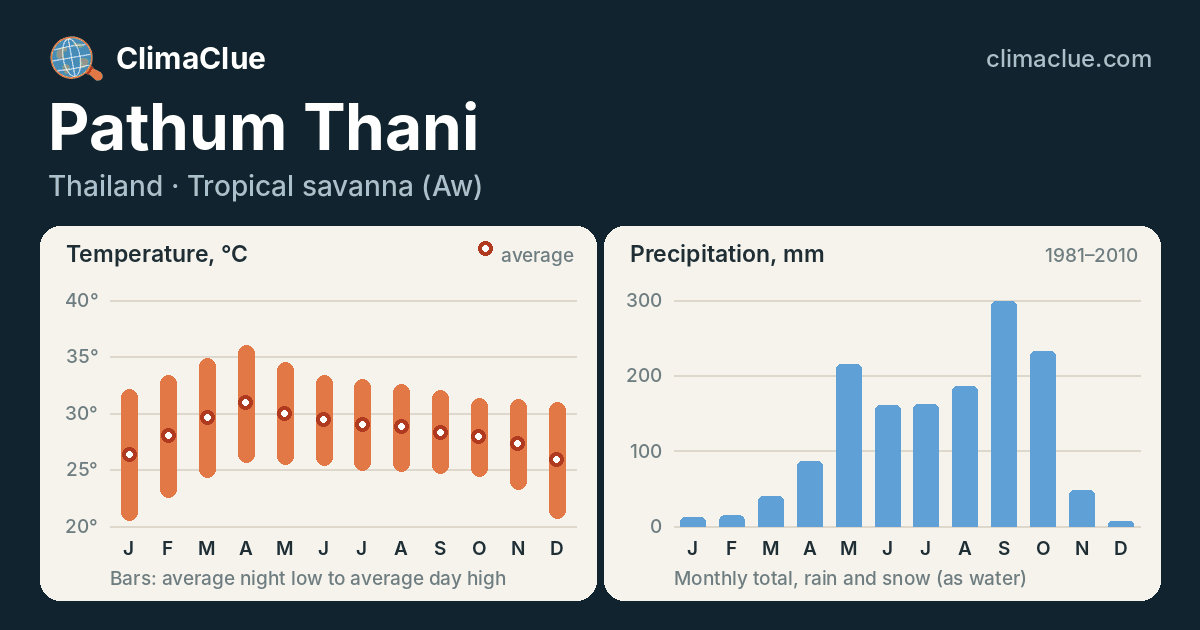 ClimaClue
climaclue.com
Pathum Thani
Thailand · Tropical savanna (Aw)
Temperature, °C
average
40°
35°
30°
25°
20°
J F M A M J J A S O N D
Bars: average night low to average day high
Precipitation, mm
1981–2010
300
200
100
0
J F M A M J J A S O N D
Monthly total, rain and snow (as water)